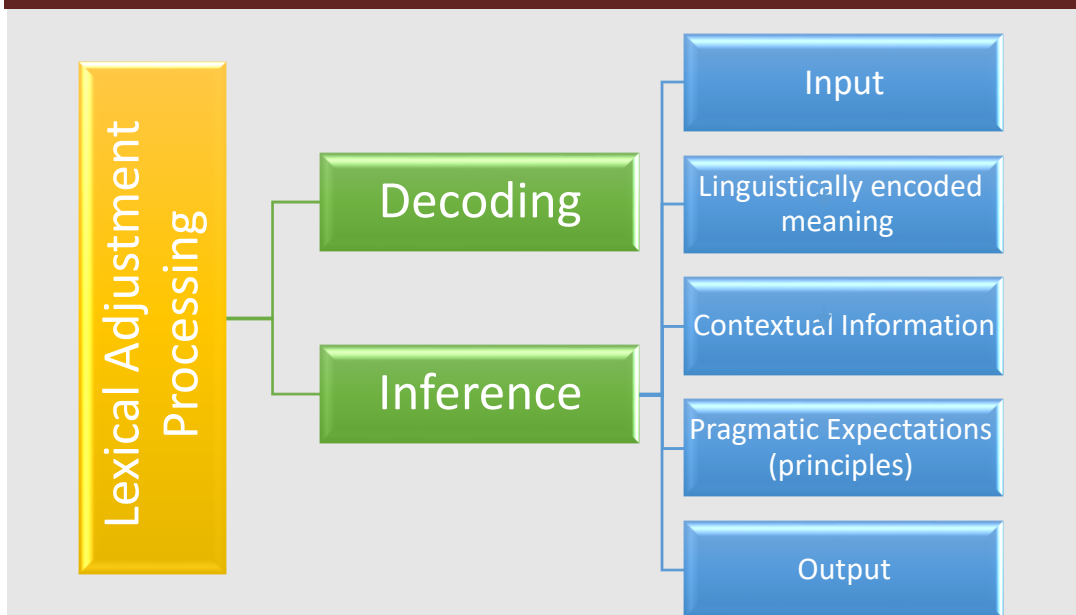 Lexical Adjustment
Processing
Decoding
Inference
Input
Linguistically encoded
meaning
Contextual Information
Pragmatic Expectations
(principles)
Output